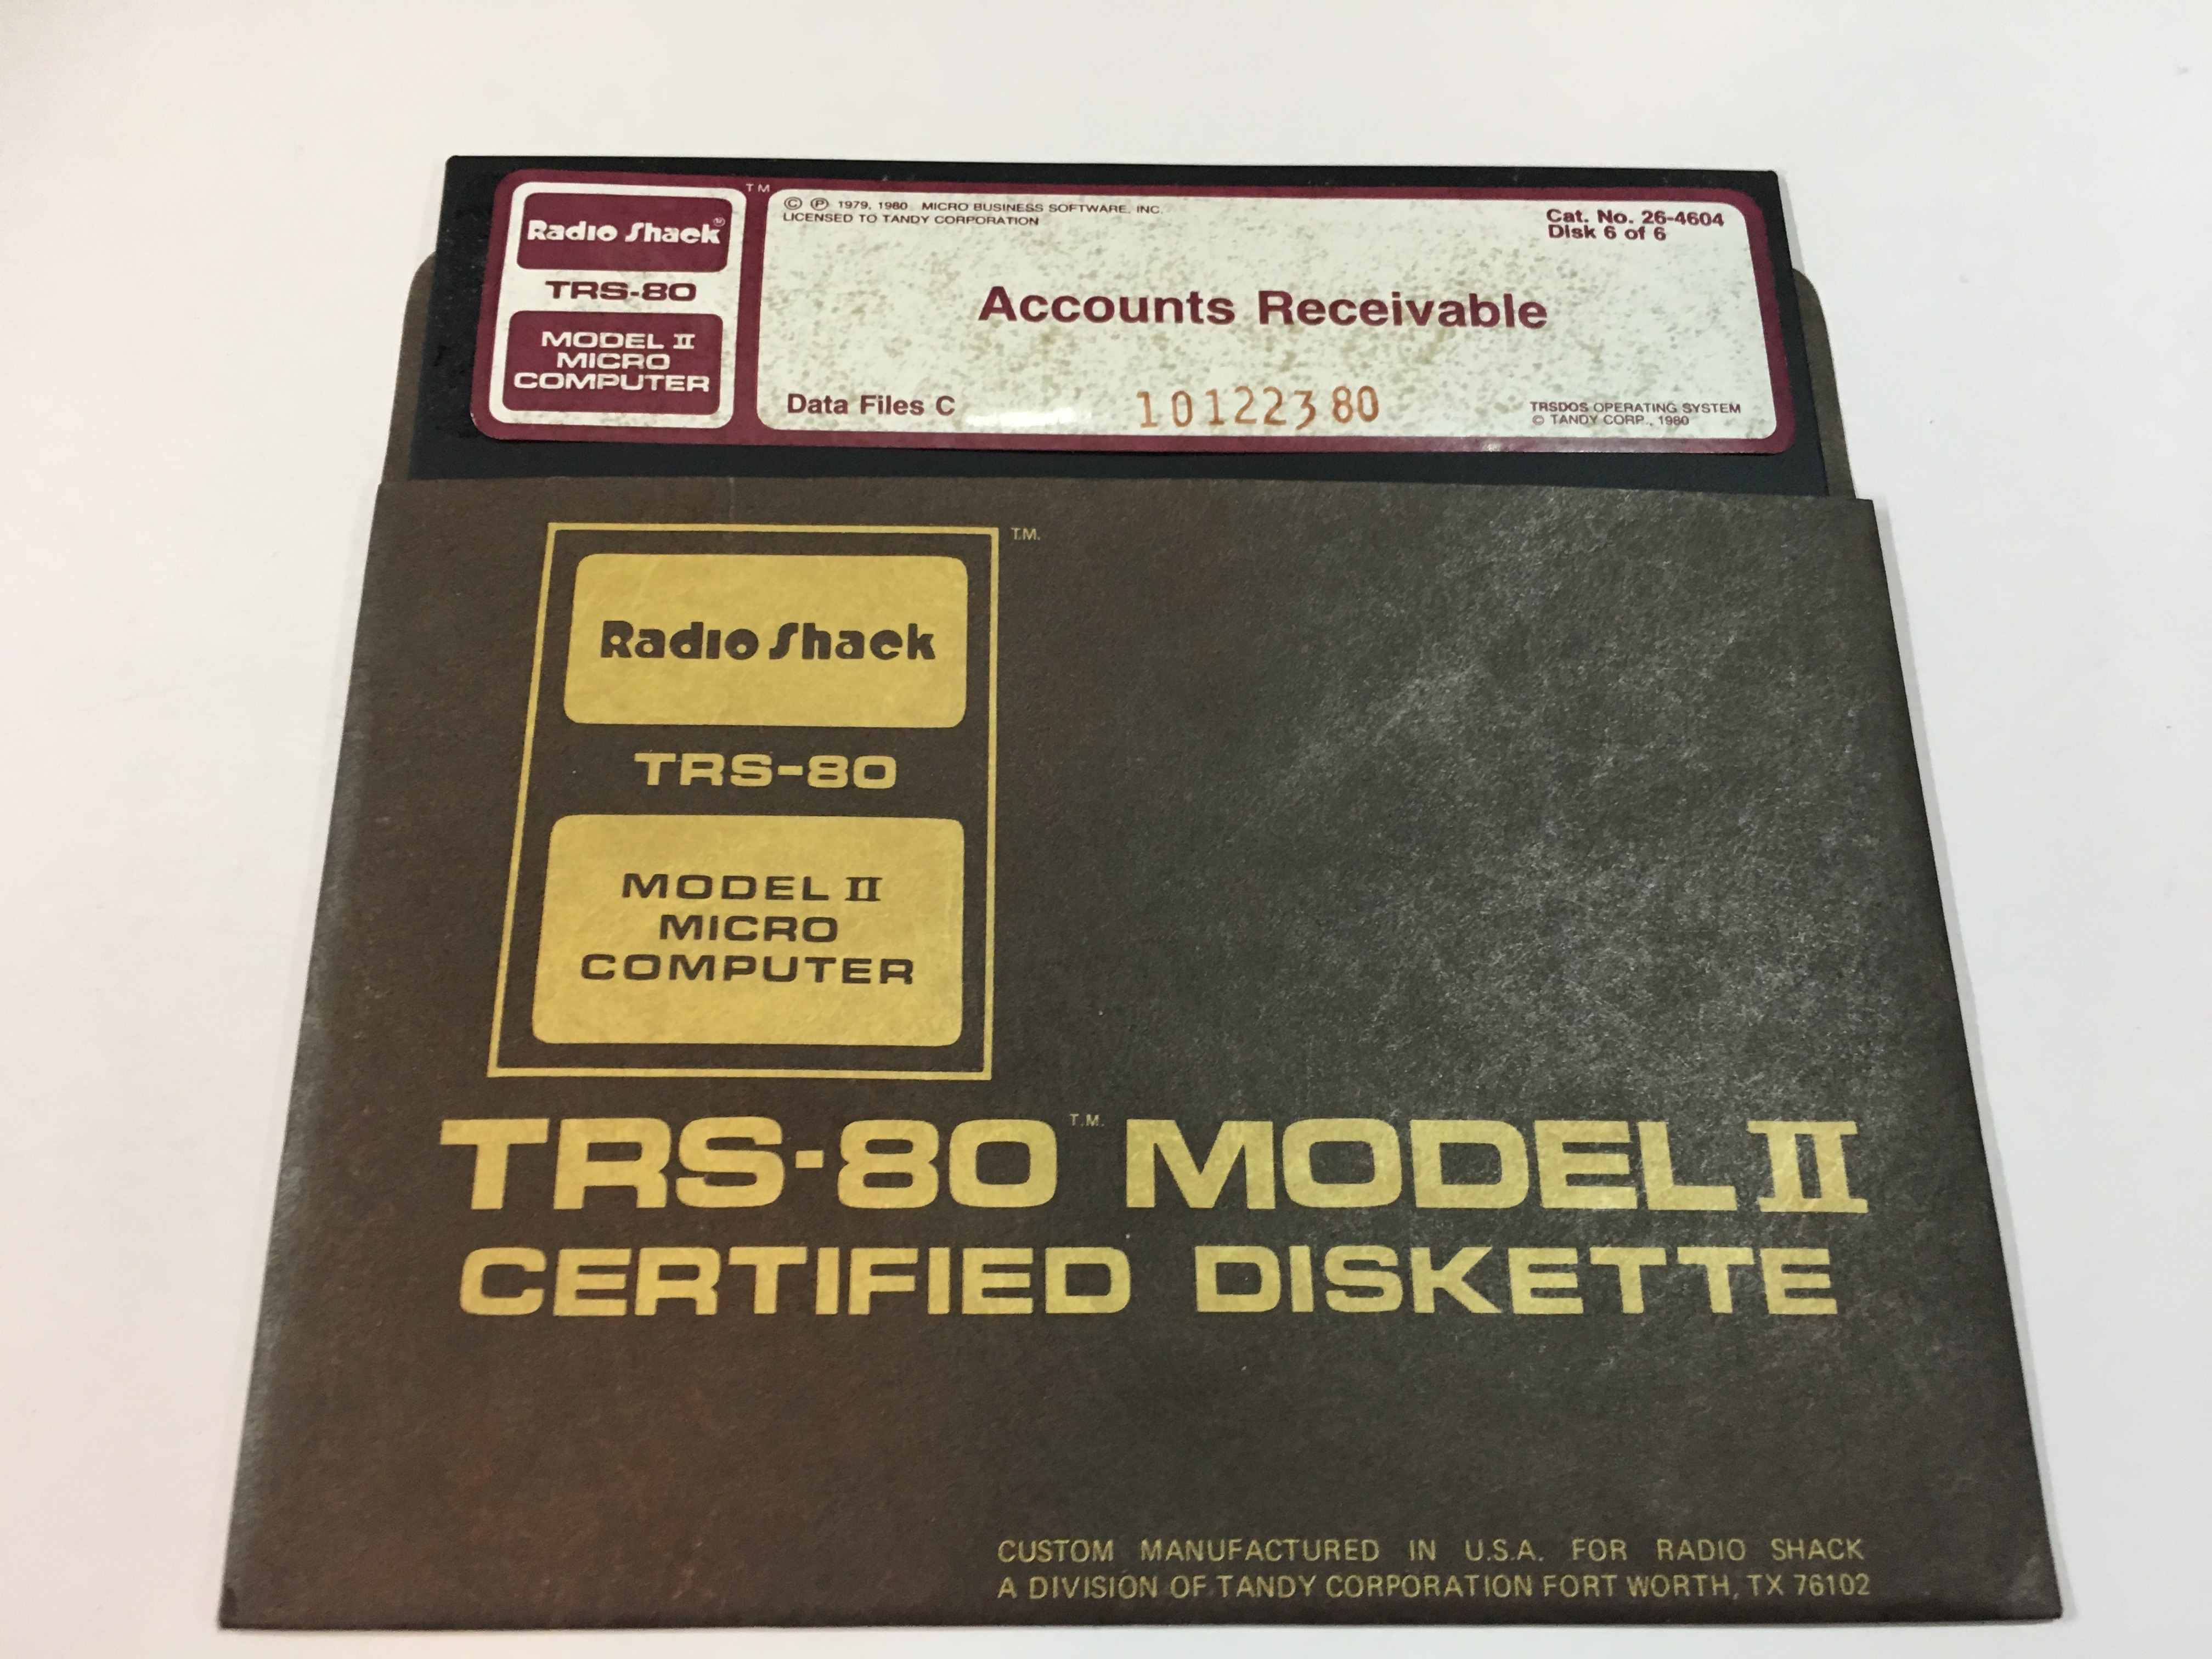 Radio Shack®
TRS-80
MODEL II
MICRO
COMPUTER
TM
© ℗ 1979, 1980 MICRO BUSINESS SOFTWARE, INC.
LICENSED TO TANDY CORPORATION
Cat. No. 26-4604
Disk 6 of 6
Accounts Receivable
Data Files C
10122380
TRSDOS OPERATING SYSTEM
© TANDY CORP., 1980
T.M.
Radio Shack
TRS-80
MODEL II
MICRO
COMPUTER
TRS-80 T.M. MODEL II
CERTIFIED DISKETTE
CUSTOM MANUFACTURED IN U.S.A. FOR RADIO SHACK
A DIVISION OF TANDY CORPORATION FORT WORTH, TX 76102